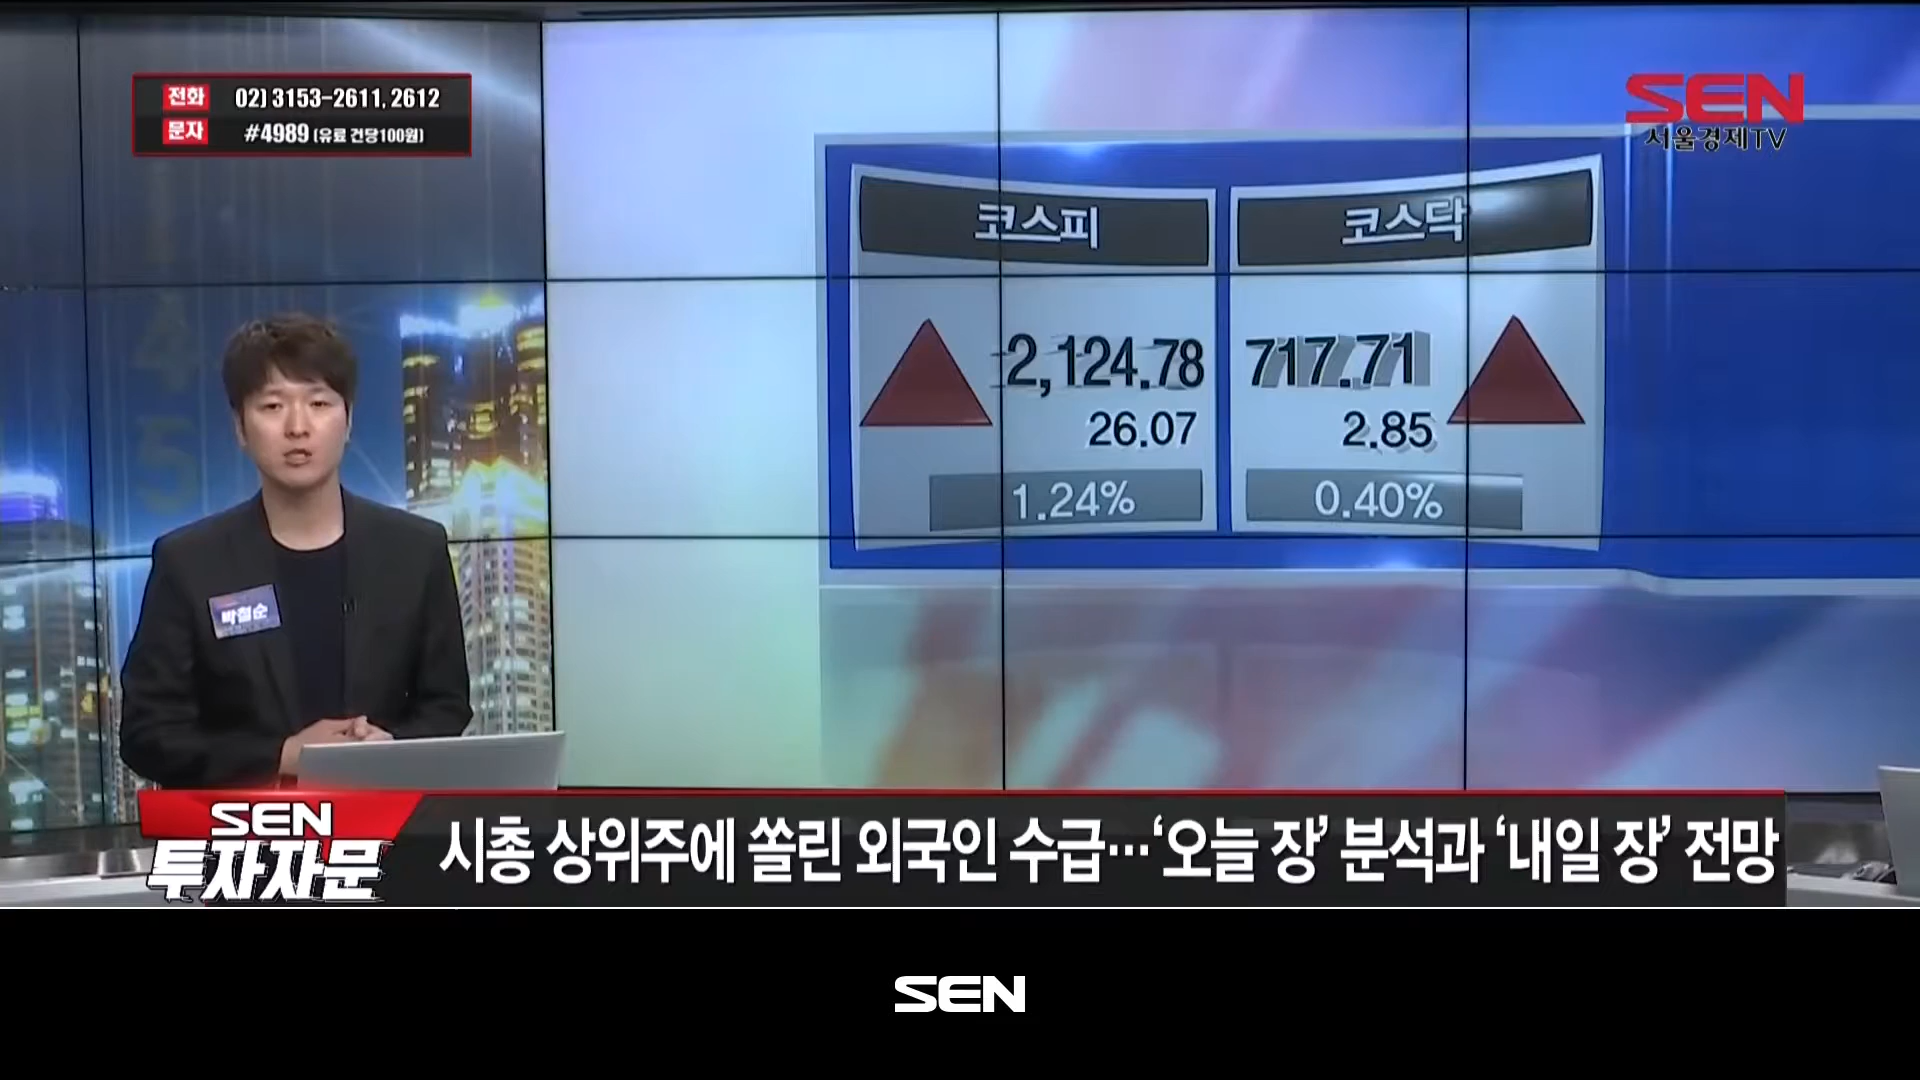 전화 02) 3153-2611, 2612
문자 #4989 (유료 건당100원)
SEN
서울경제TV
코스피
2,124.78
26.07
1.24%
코스닥
717.71
2.85
0.40%
박철순
SEN
투자자문
시총 상위주에 쏠린 외국인 수급…‘오늘 장’ 분석과 ‘내일 장’ 전망
SEN